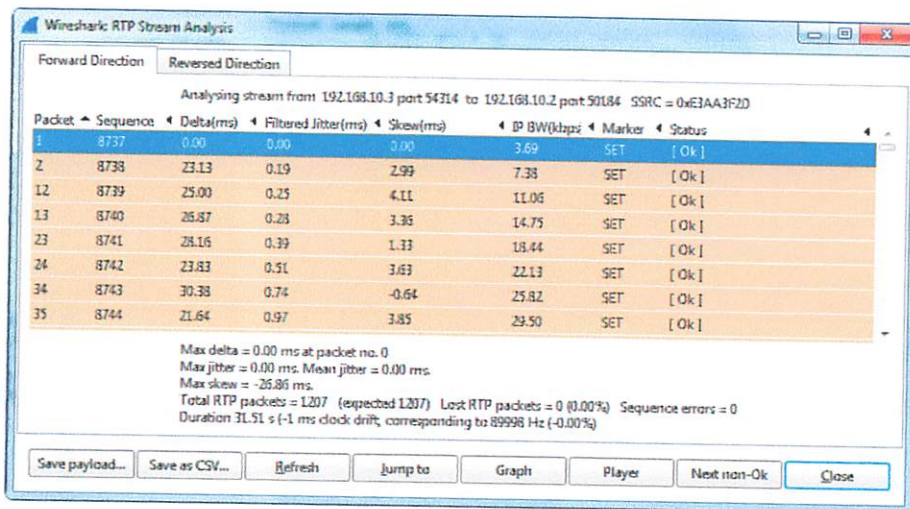 Wireshark: RTP Stream Analysis
Forward Direction Reversed Direction
Analysing stream from 192.168.10.3 port 54314 to 192.168.10.2 port 50184 SSRC = 0xE3AA3F2D
Packet Sequence Delta(ms) Filtered Jitter(ms) Skew(ms) IP BW(kbps) Marker Status
1 8737 0.00 0.00 0.00 3.69 SET [ Ok ]
2 8738 23.13 0.19 2.99 7.38 SET [ Ok ]
12 8739 25.00 0.25 4.11 11.06 SET [ Ok ]
13 8740 26.87 0.28 3.36 14.75 SET [ Ok ]
23 8741 28.16 0.39 1.33 18.44 SET [ Ok ]
24 8742 23.83 0.51 3.63 22.13 SET [ Ok ]
34 8743 30.38 0.74 -0.64 25.82 SET [ Ok ]
35 8744 21.64 0.97 3.85 29.50 SET [ Ok ]
Max delta = 0.00 ms at packet no. 0
Max jitter = 0.00 ms. Mean jitter = 0.00 ms.
Max skew = -26.86 ms.
Total RTP packets = 1207 (expected 1207) Lost RTP packets = 0 (0.00%) Sequence errors = 0
Duration 31.51 s (-1 ms clock drift, corresponding to 89998 Hz (-0.00%)
Save payload... Save as CSV... Refresh Jump to Graph Player Next non-Ok Close